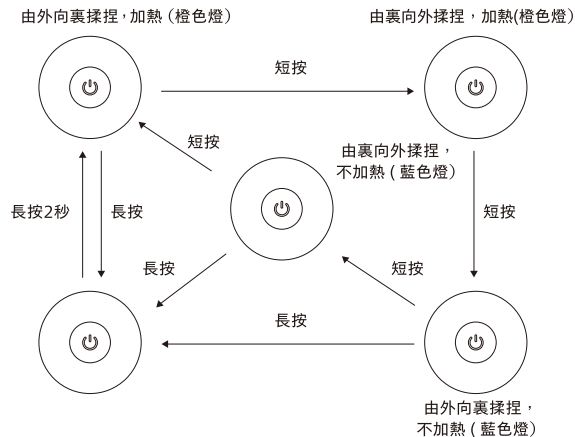 由外向裏揉捏,加熱 (橙色燈)
由裏向外揉捏,加熱(橙色燈)
短按
短按
由裏向外揉捏,
不加熱 ( 藍色燈)
長按2秒
長按
短按
長按
短按
長按
由外向裏揉捏,
不加熱 ( 藍色燈)